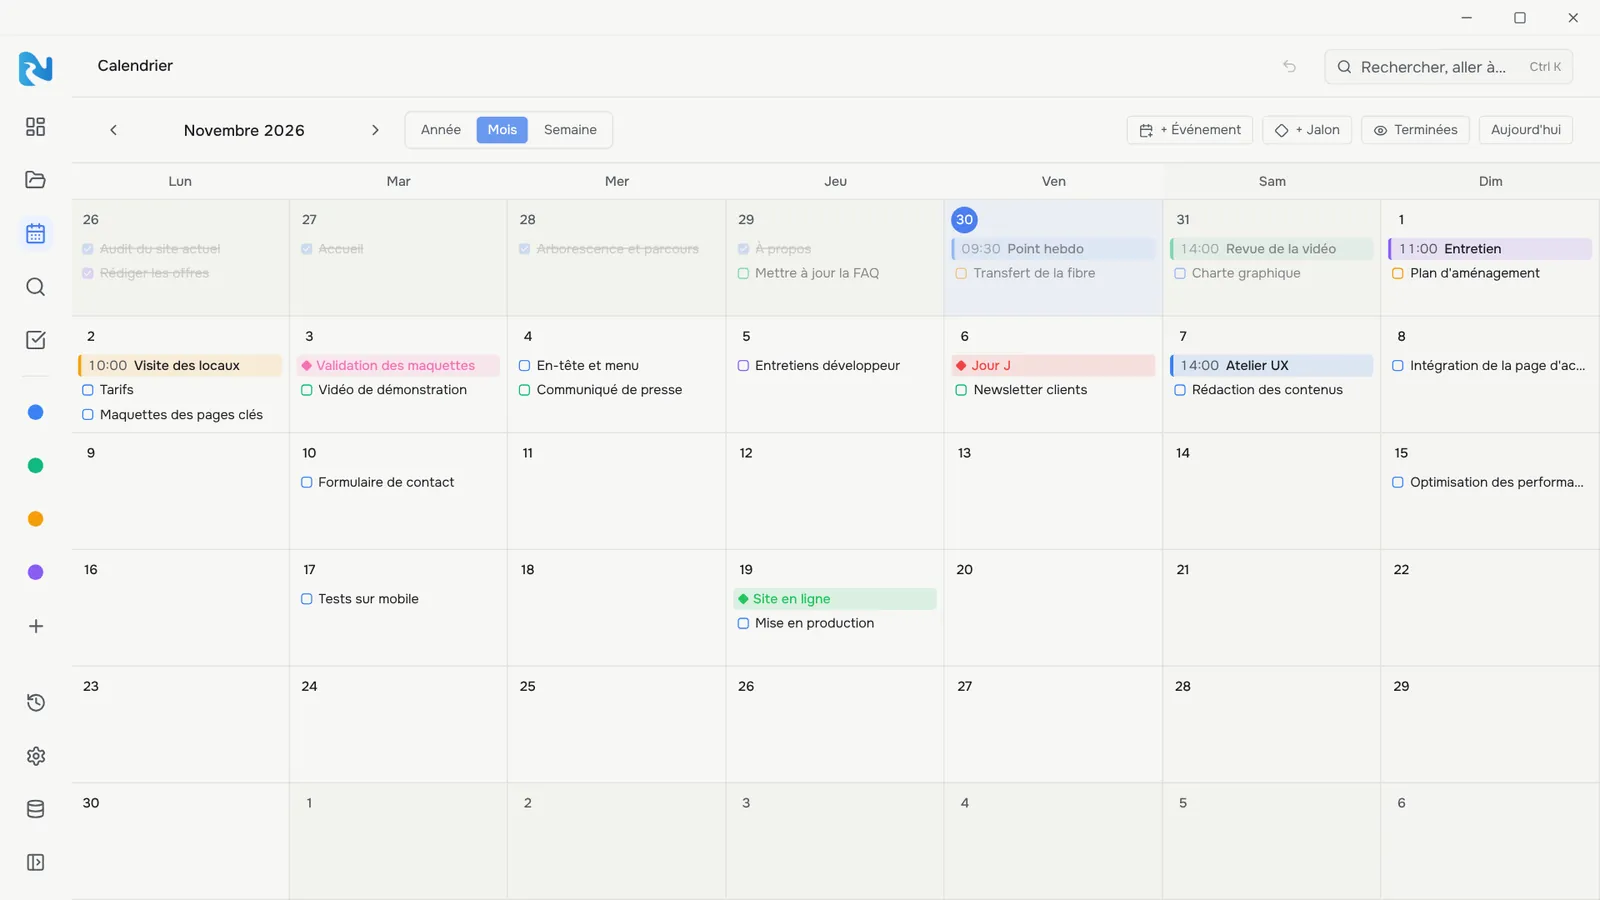 Calendrier
Rechercher, aller à... Ctrl K
Novembre 2026
Année Mois Semaine
+ Événement + Jalon Terminées Aujourd'hui
Lun Mar Mer Jeu Ven Sam Dim
26 27 28 29 30 31 1
Audit du site actuel Accueil Arborescence et parcours À propos 09:30 Point hebdo 14:00 Revue de la vidéo 11:00 Entretien
Rédiger les offres Mettre à jour la FAQ Transfert de la fibre Charte graphique Plan d'aménagement
2 3 4 5 6 7 8
10:00 Visite des locaux Validation des maquettes En-tête et menu Entretiens développeur Jour J 14:00 Atelier UX Intégration de la page d'ac...
Tarifs Vidéo de démonstration Communiqué de presse Newsletter clients Rédaction des contenus
Maquettes des pages clés
9 10 11 12 13 14 15
Formulaire de contact Optimisation des performa...
16 17 18 19 20 21 22
Tests sur mobile Site en ligne
Mise en production
23 24 25 26 27 28 29
30 1 2 3 4 5 6